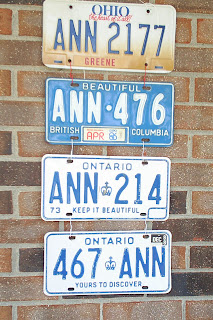 OHIO
the heart of it all!
ANN 2177
GREENE
BEAUTIFUL
ANN·476
BRITISH APR COLUMBIA
ONTARIO
ANN 214
73 KEEP IT BEAUTIFUL
ONTARIO
467 ANN
YOURS TO DISCOVER